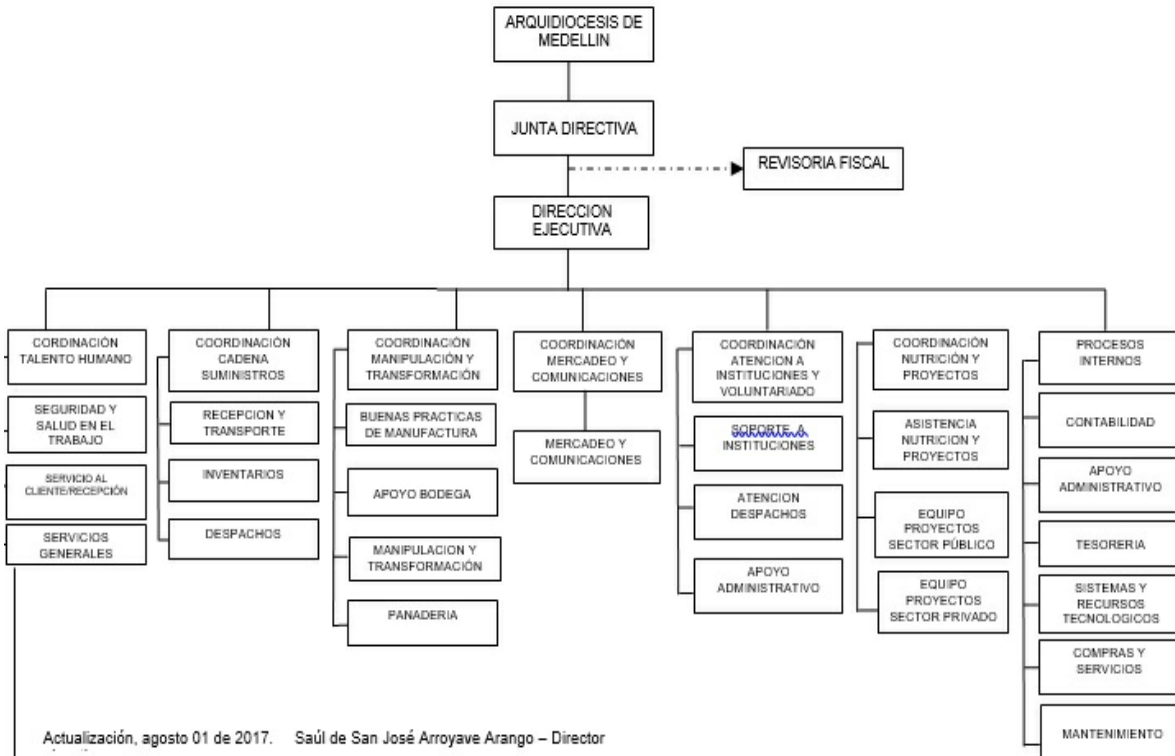 ARQUIDIOCESIS DE
MEDELLIN
JUNTA DIRECTIVA
REVISORIA FISCAL
DIRECCION
EJECUTIVA
CORDINACIÓN
TALENTO HUMANO
SEGURIDAD Y
SALUD EN EL
TRABAJO
SERVICIO AL
CLIENTE/RECEPCIÓN
SERVICIOS
GENERALES
COORDINACIÓN
CADENA
SUMINISTROS
RECEPCION Y
TRANSPORTE
INVENTARIOS
DESPACHOS
COORDINACIÓN
MANIPULACIÓN Y
TRANSFORMACIÓN
BUENAS PRACTICAS
DE MANUFACTURA
APOYO BODEGA
MANIPULACION Y
TRANSFORMACIÓN
PANADERIA
COORDINACIÓN
MERCADEO Y
COMUNICACIONES
MERCADEO Y
COMUNICACIONES
COORDINACIÓN
ATENCION A
INSTITUCIONES Y
VOLUNTARIADO
SOPORTE A
INSTITUCIONES
ATENCION
DESPACHOS
APOYO
ADMINISTRATIVO
COORDINACIÓN
NUTRICIÓN Y
PROYECTOS
ASISTENCIA
NUTRICION Y
PROYECTOS
EQUIPO
PROYECTOS
SECTOR PÚBLICO
EQUIPO
PROYECTOS
SECTOR PRIVADO
PROCESOS
INTERNOS
CONTABILIDAD
APOYO
ADMINISTRATIVO
TESORERIA
SISTEMAS Y
RECURSOS
TECNOLOGICOS
COMPRAS Y
SERVICIOS
MANTENIMIENTO
Actualización, agosto 01 de 2017. Saúl de San José Arroyave Arango – Director